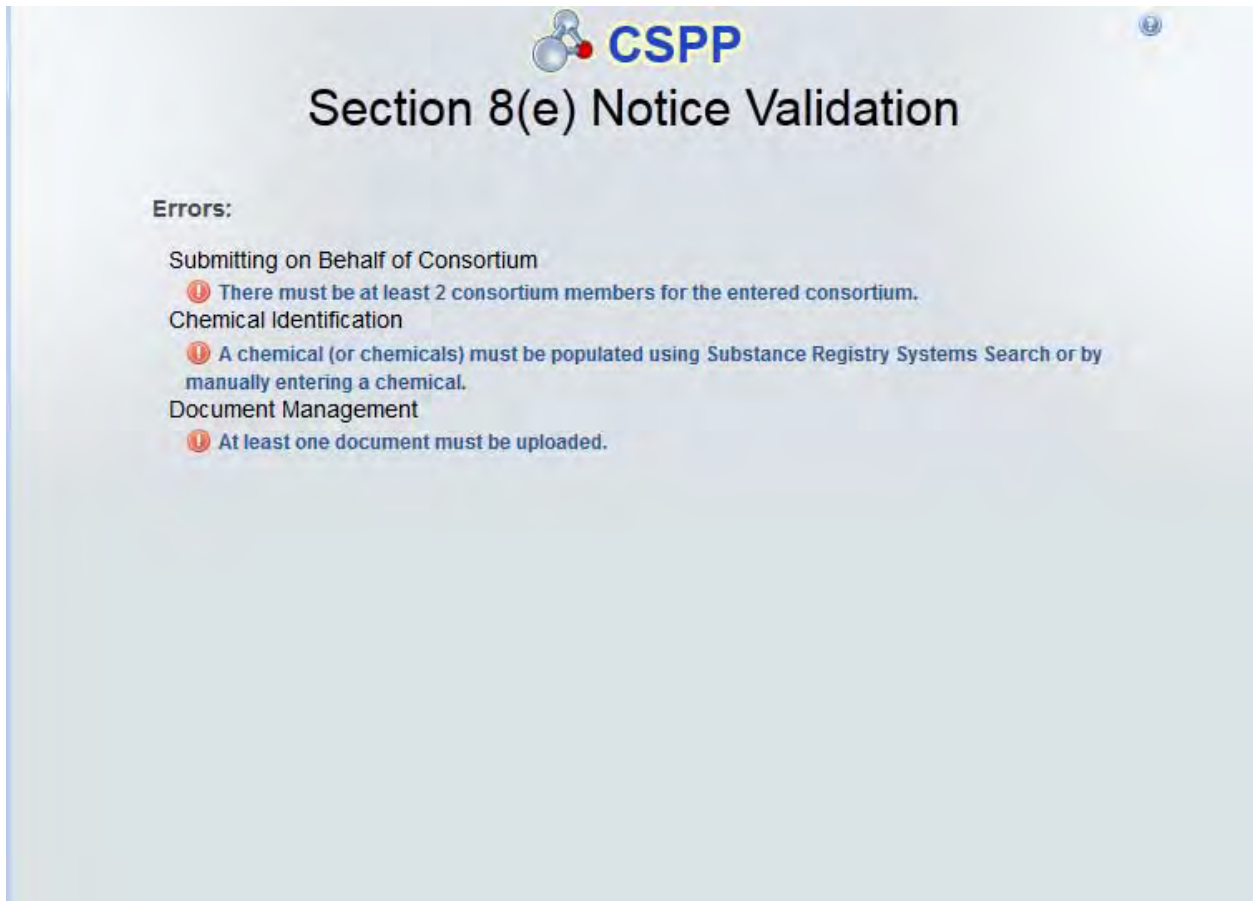 CSPP
Section 8(e) Notice Validation
Errors:
Submitting on Behalf of Consortium
There must be at least 2 consortium members for the entered consortium.
Chemical Identification
A chemical (or chemicals) must be populated using Substance Registry Systems Search or by
manually entering a chemical.
Document Management
At least one document must be uploaded.